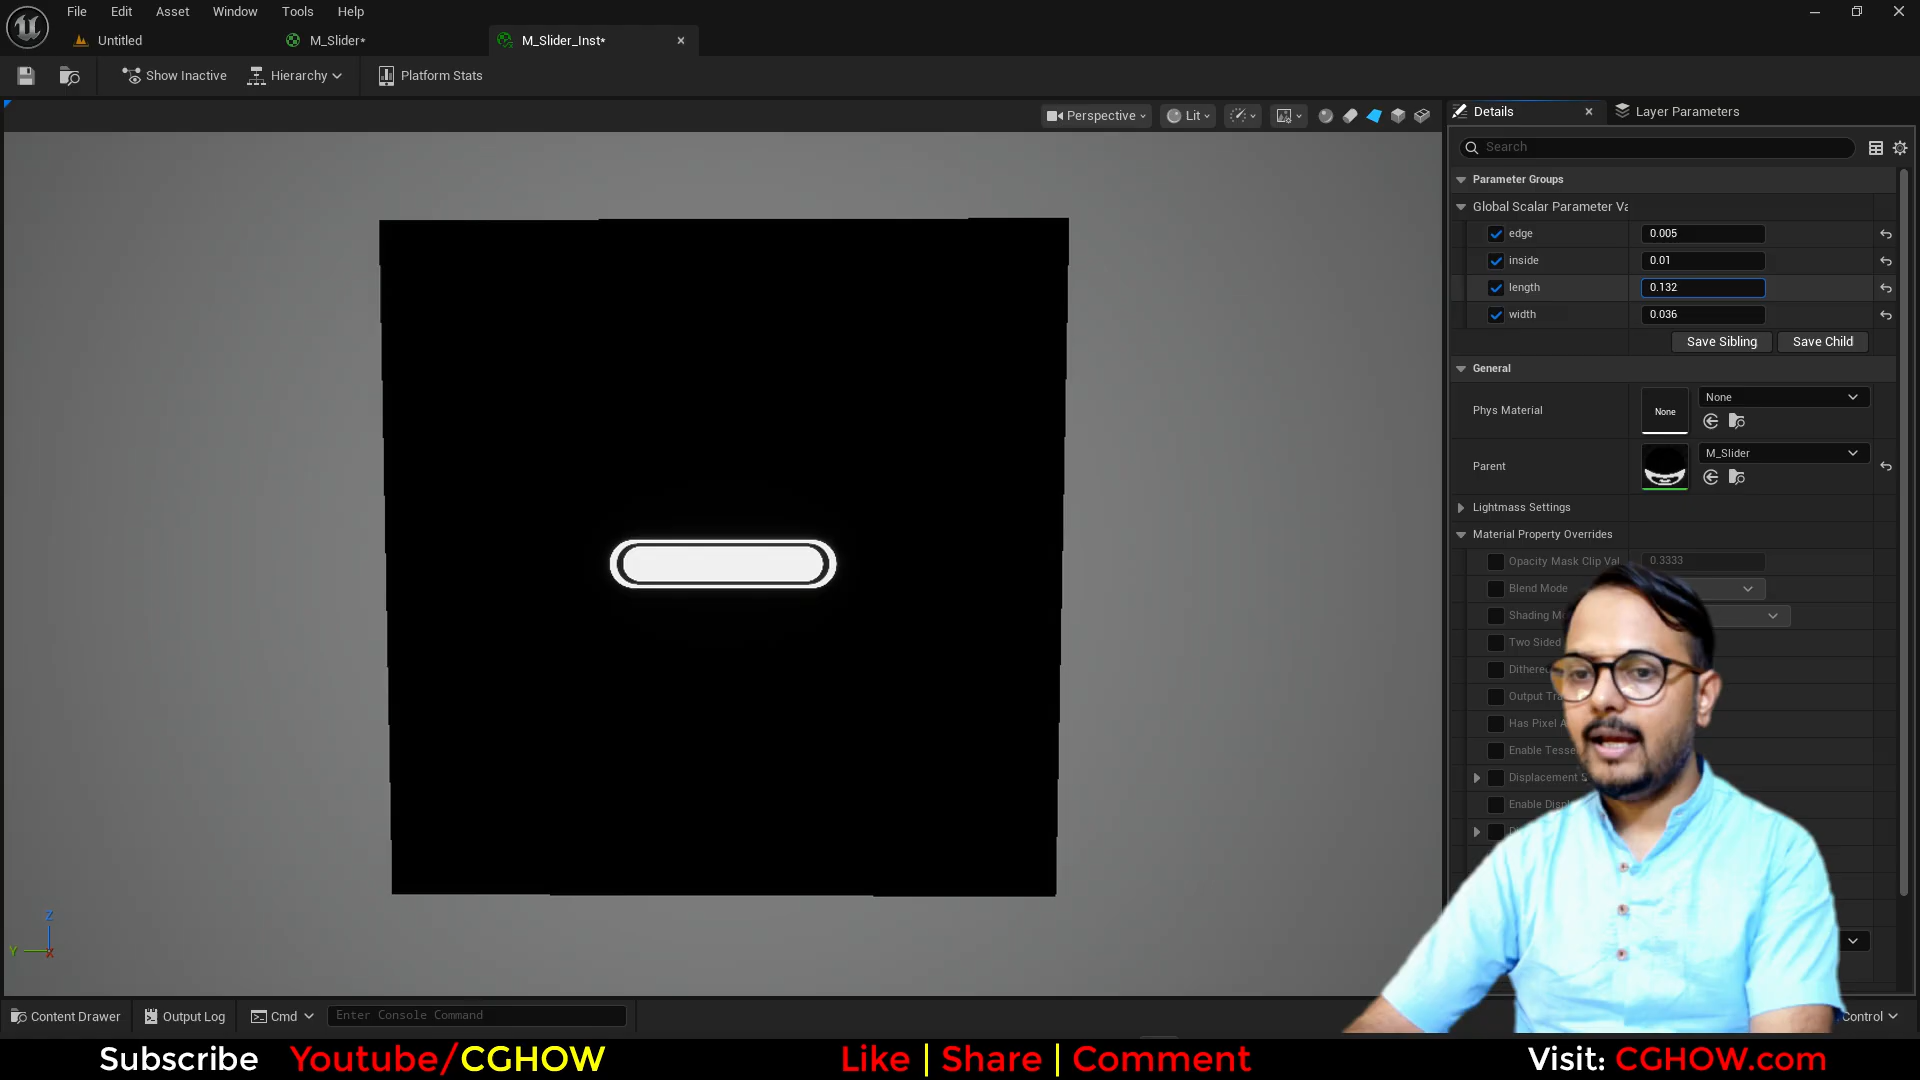 File Edit Asset Window Tools Help
Untitled M_Slider* M_Slider_Inst*
Show Inactive Hierarchy Platform Stats
Perspective Lit
Details Layer Parameters
Search
Parameter Groups
Global Scalar Parameter Va
edge 0.005
inside 0.01
length 0.132
width 0.036
Save Sibling Save Child
General
Phys Material None None
Parent M_Slider
Lightmass Settings
Material Property Overrides
Opacity Mask Clip Val 0.3333
Blend Mode
Shading
Two Sided
Output
Has Pixel
Enable
Displacement
Enable
Z
Y X
Content Drawer Output Log Cmd Enter Console Command Control
Subscribe Youtube/CGHOW Like | Share | Comment Visit: CGHOW.com